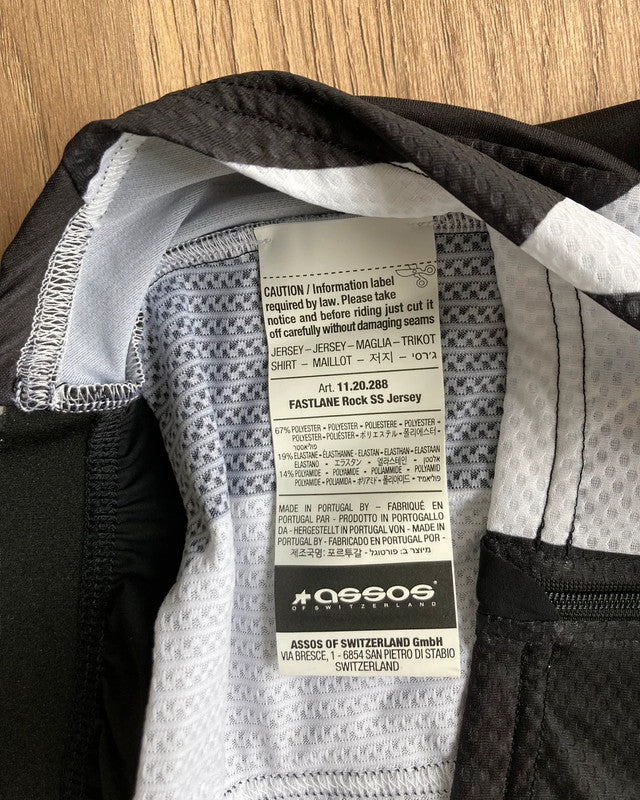 CAUTION / Information label
required by law. Please take
notice and before riding just cut it
off carefully without damaging seams
JERSEY – JERSEY – MAGLIA – TRIKOT
SHIRT – MAILLOT – 저지 – ג'רסי
Art. 11.20.288
FASTLANE Rock SS Jersey
67% POLYESTER - POLYESTER - POLIESTERE - POLYESTER -
POLYESTER - POLIÉSTER - ポリエステル - 폴리에스터 -
פוליאסטר
19% ELASTANE - ÉLASTHANNE - ELASTAN - ELASTHAN - ELASTAAN
ELASTANO - エラスタン - 엘라스테인 - אלסטן
14% POLYAMIDE - POLYAMIDE - POLIAMMIDE - POLYAMID
POLYAMIDE - POLIAMIDA - ポリアミド - 폴리아미드 - פוליאמיד
MADE IN PORTUGAL BY – FABRIQUÉ EN
PORTUGAL PAR - PRODOTTO IN PORTOGALLO
DA - HERGESTELLT IN PORTUGAL VON - MADE IN
PORTUGAL BY - FABRICADO EN PORTUGAL POR -
제조국명: 포르투갈 - מיוצר ב: פורטוגל
assos®
OF SWITZERLAND
ASSOS OF SWITZERLAND GmbH
VIA BRESCE, 1 - 6854 SAN PIETRO DI STABIO
SWITZERLAND